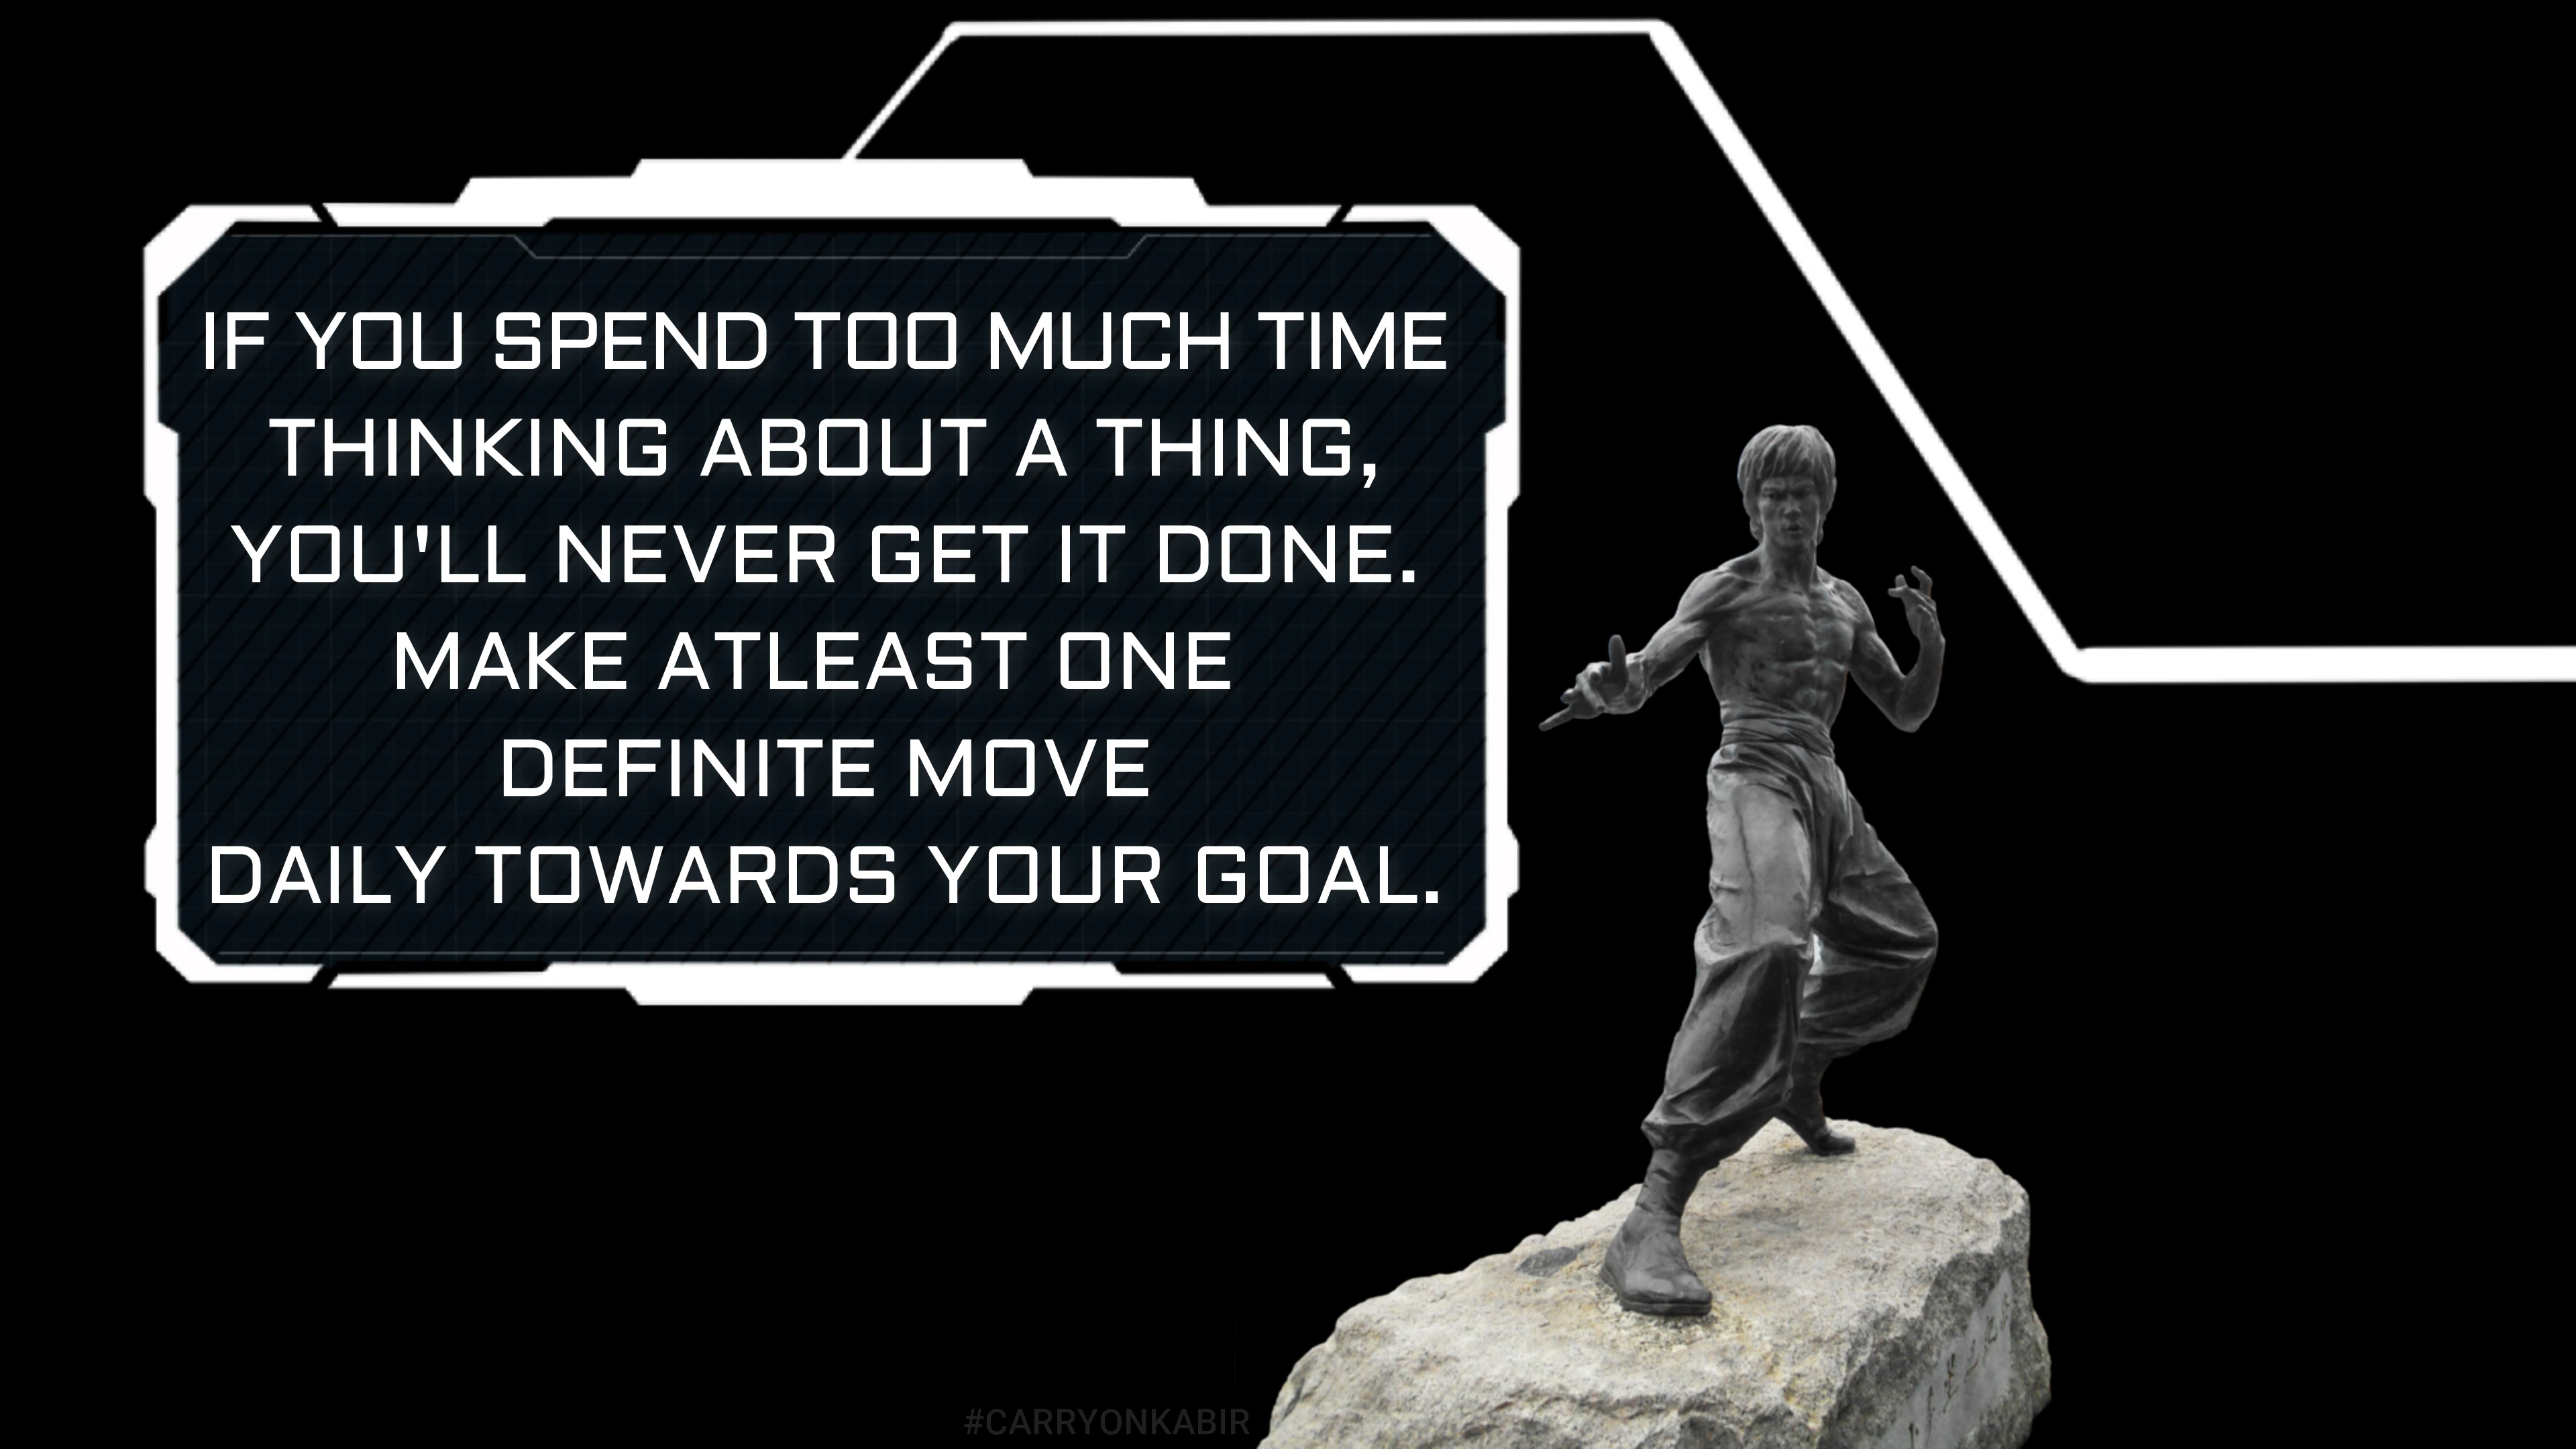 IF YOU SPEND TOO MUCH TIME
THINKING ABOUT A THING,
YOU'LL NEVER GET IT DONE.
MAKE ATLEAST ONE
DEFINITE MOVE
DAILY TOWARDS YOUR GOAL.
#CARRYONKABIR